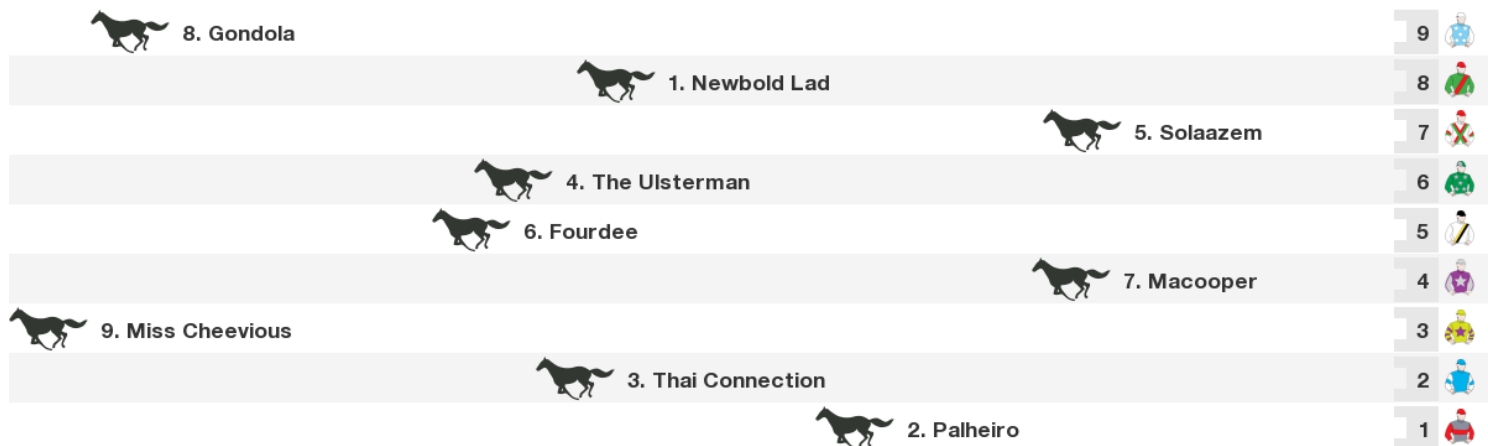 8. Gondola 9
1. Newbold Lad 8
5. Solaazem 7
4. The Ulsterman 6
6. Fourdee 5
7. Macooper 4
9. Miss Cheevious 3
3. Thai Connection 2
2. Palheiro 1